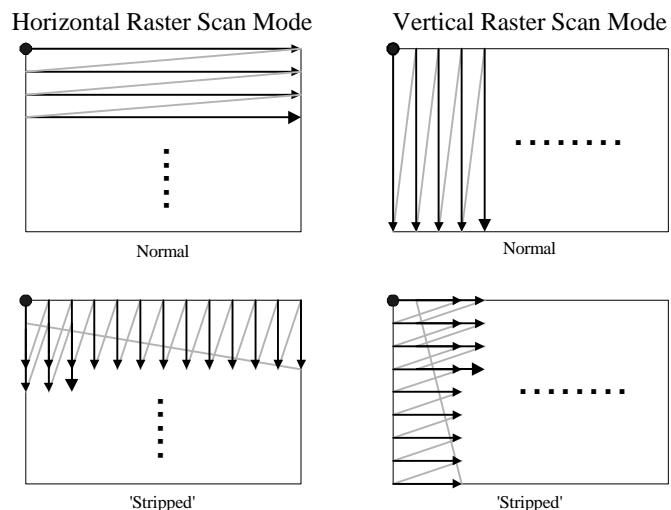 Horizontal Raster Scan Mode
Vertical Raster Scan Mode
Normal
Normal
'Stripped'
'Stripped'